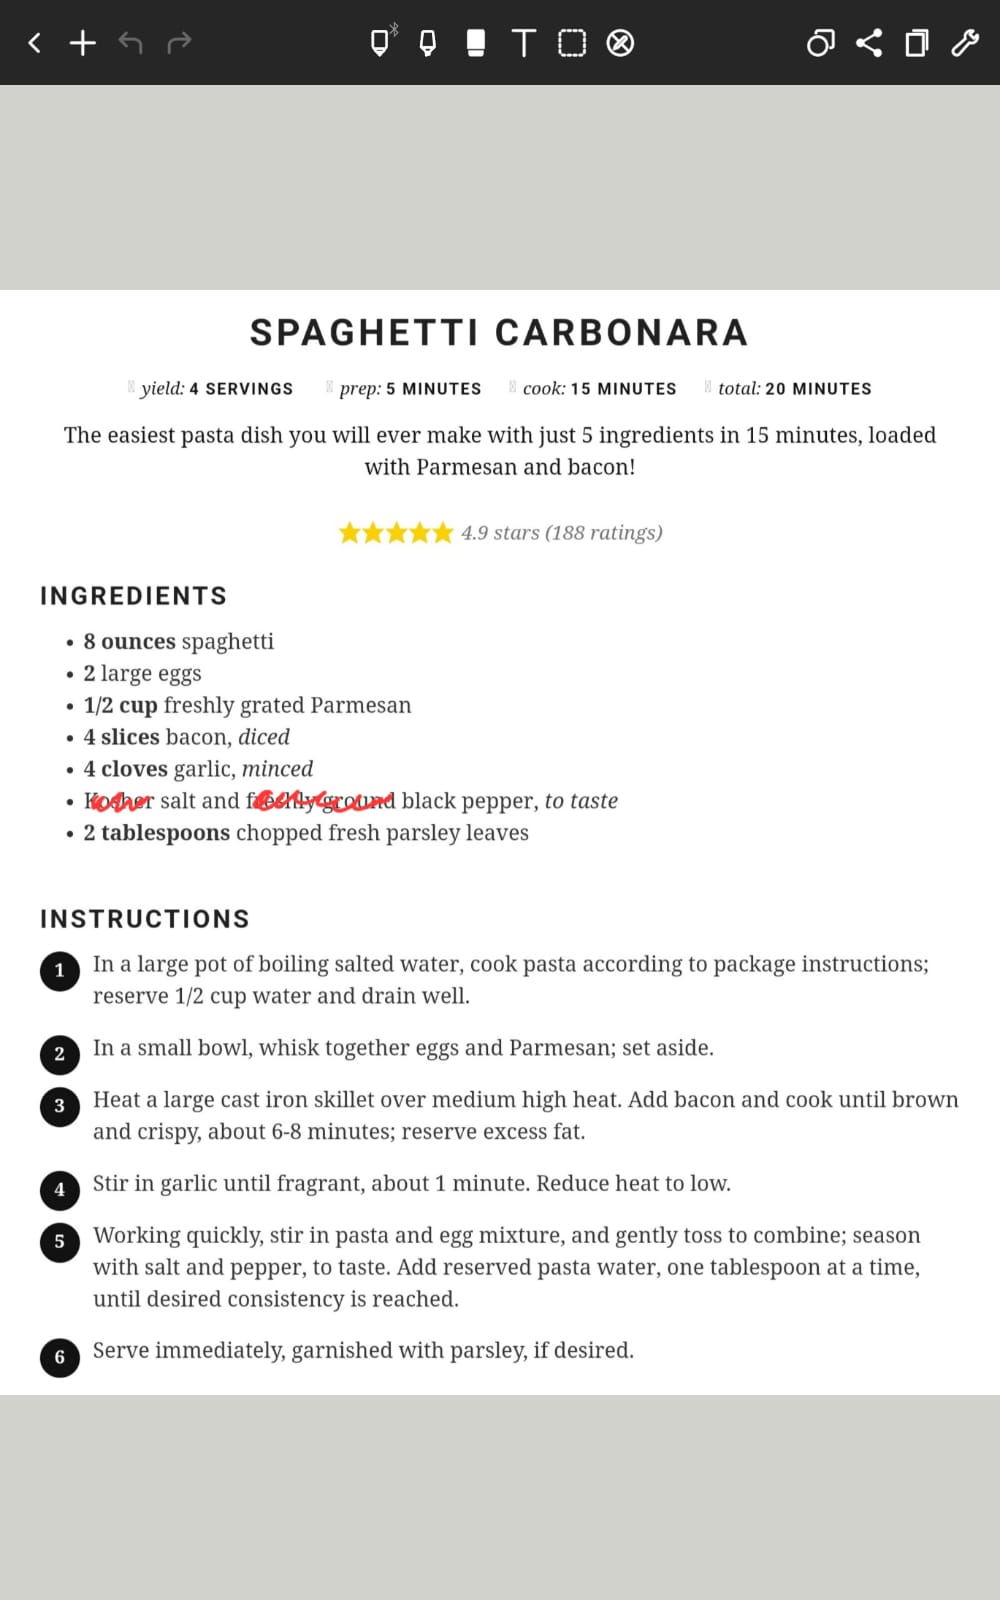 SPAGHETTI CARBONARA
yield: 4 SERVINGS prep: 5 MINUTES cook: 15 MINUTES total: 20 MINUTES
The easiest pasta dish you will ever make with just 5 ingredients in 15 minutes, loaded
with Parmesan and bacon!
4.9 stars (188 ratings)
INGREDIENTS
• 8 ounces spaghetti
• 2 large eggs
• 1/2 cup freshly grated Parmesan
• 4 slices bacon, diced
• 4 cloves garlic, minced
• Kosher salt and freshly ground black pepper, to taste
• 2 tablespoons chopped fresh parsley leaves
INSTRUCTIONS
1 In a large pot of boiling salted water, cook pasta according to package instructions;
reserve 1/2 cup water and drain well.
2 In a small bowl, whisk together eggs and Parmesan; set aside.
3 Heat a large cast iron skillet over medium high heat. Add bacon and cook until brown
and crispy, about 6-8 minutes; reserve excess fat.
4 Stir in garlic until fragrant, about 1 minute. Reduce heat to low.
5 Working quickly, stir in pasta and egg mixture, and gently toss to combine; season
with salt and pepper, to taste. Add reserved pasta water, one tablespoon at a time,
until desired consistency is reached.
6 Serve immediately, garnished with parsley, if desired.